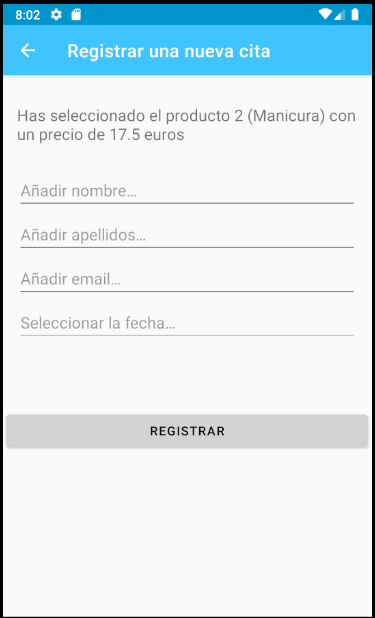 8:02
Registrar una nueva cita
Has seleccionado el producto 2 (Manicura) con
un precio de 17.5 euros
Añadir nombre...
Añadir apellidos...
Añadir email...
Seleccionar la fecha...
REGISTRAR